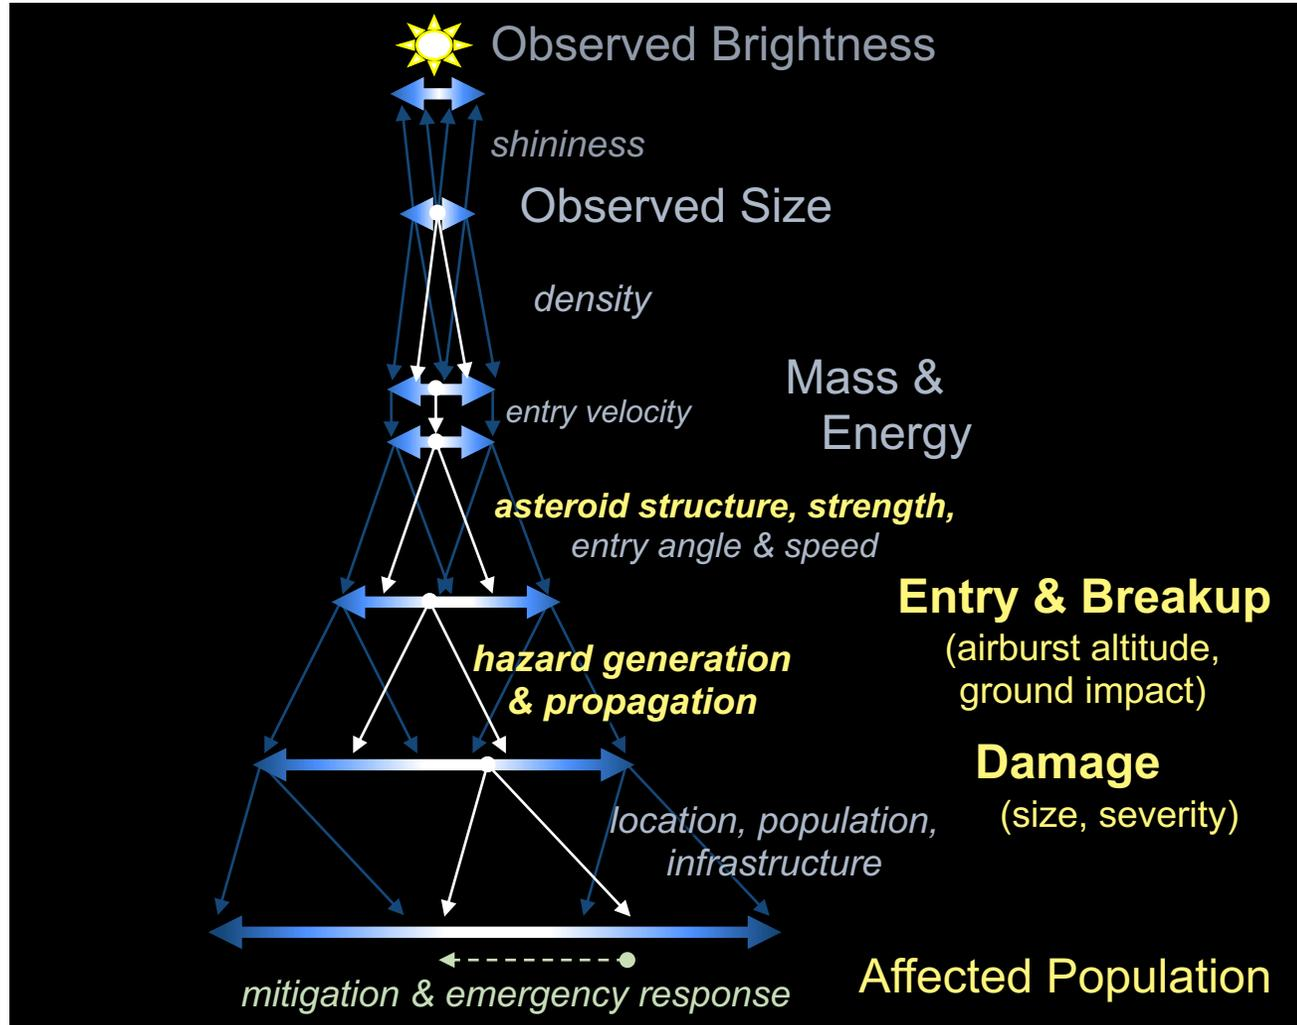 Observed Brightness
shininess
Observed Size
density
Mass &
Energy
entry velocity
asteroid structure, strength,
entry angle & speed
Entry & Breakup
(airburst altitude,
ground impact)
hazard generation
& propagation
Damage
(size, severity)
location, population,
infrastructure
Affected Population
mitigation & emergency response